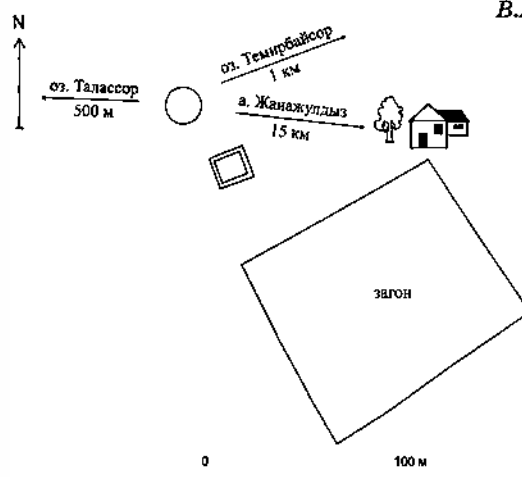 В.
N
оз. Темирбайсор
1 км
оз. Талассор
500 м
а. Жанажулдыз
15 км
загон
0 100 м